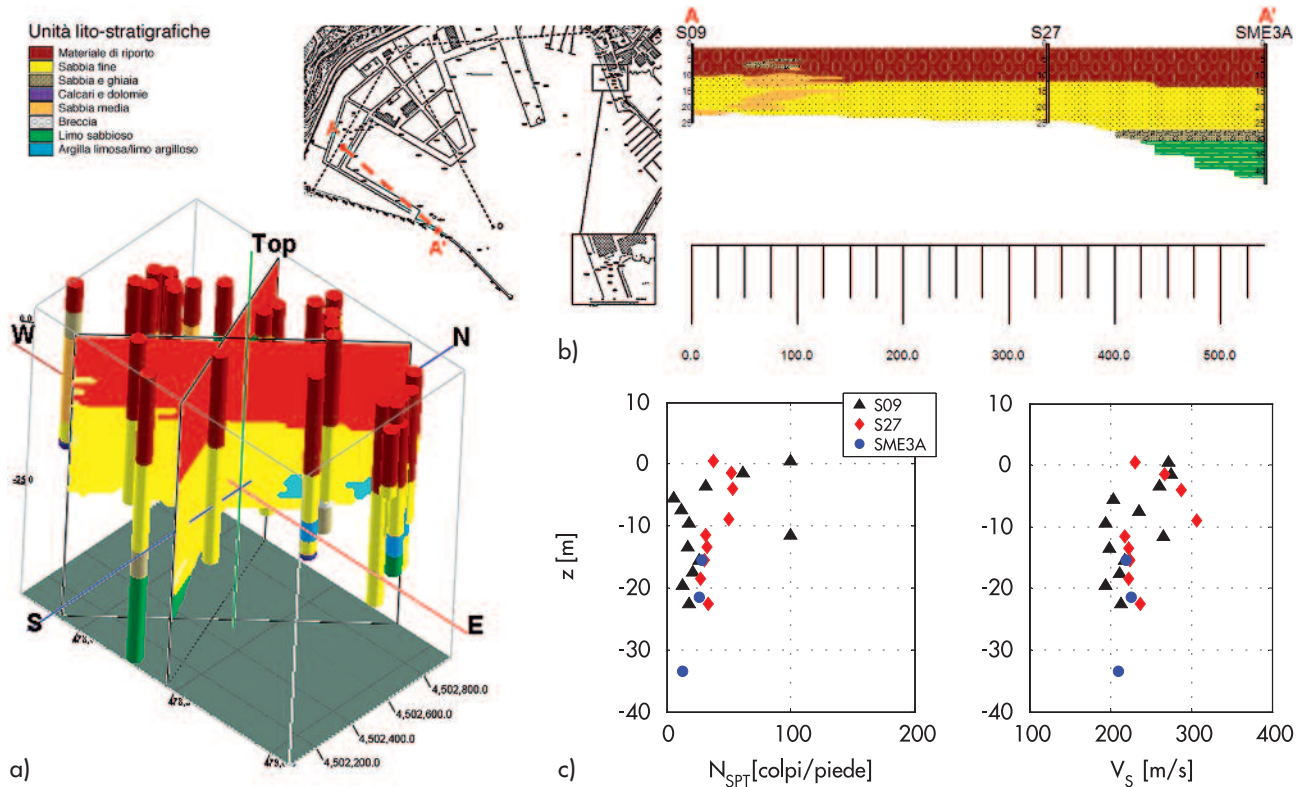 Unità lito-stratigrafiche
Materiale di riporto
Sabbia fine
Sabbia e ghiaia
Calcari e dolomie
Sabbia media
Breccia
Limo sabbioso
Argilla limosa/limo argilloso
A
A'
A
A'
S09
S27
SME3A
b)
0.0
100.0
200.0
300.0
400.0
500.0
Top
W
N
S
E
-25.0
4,502,800.0
4,502,600.0
4,502,400.0
4,502,200.0
a)
S09
S27
SME3A
10
0
-10
-20
-30
-40
z [m]
0
100
200
N_SPT [colpi/piede]
c)
10
0
-10
-20
-30
-40
100
200
300
400
V_S [m/s]